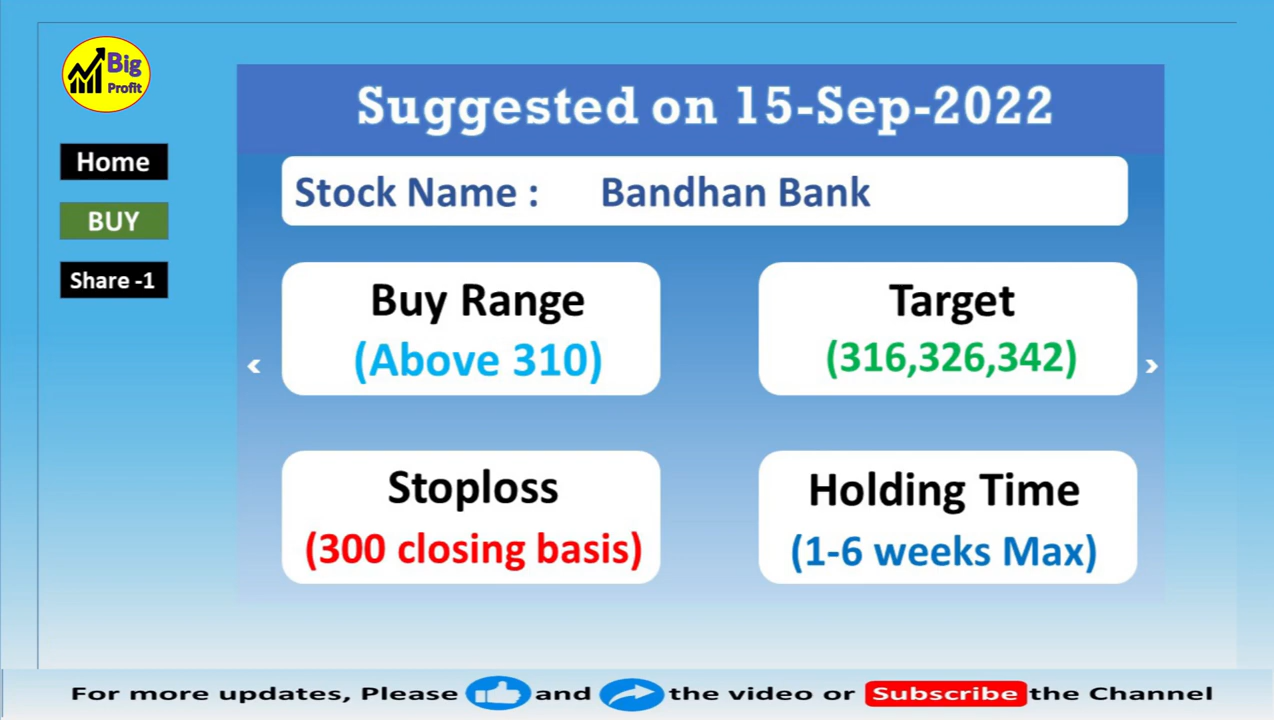 Big
Profit
Suggested on 15-Sep-2022
Home
BUY
Share -1
Stock Name : Bandhan Bank
Buy Range
(Above 310)
Target
(316,326,342)
Stoploss
(300 closing basis)
Holding Time
(1-6 weeks Max)
For more updates, Please and the video or Subscribe the Channel